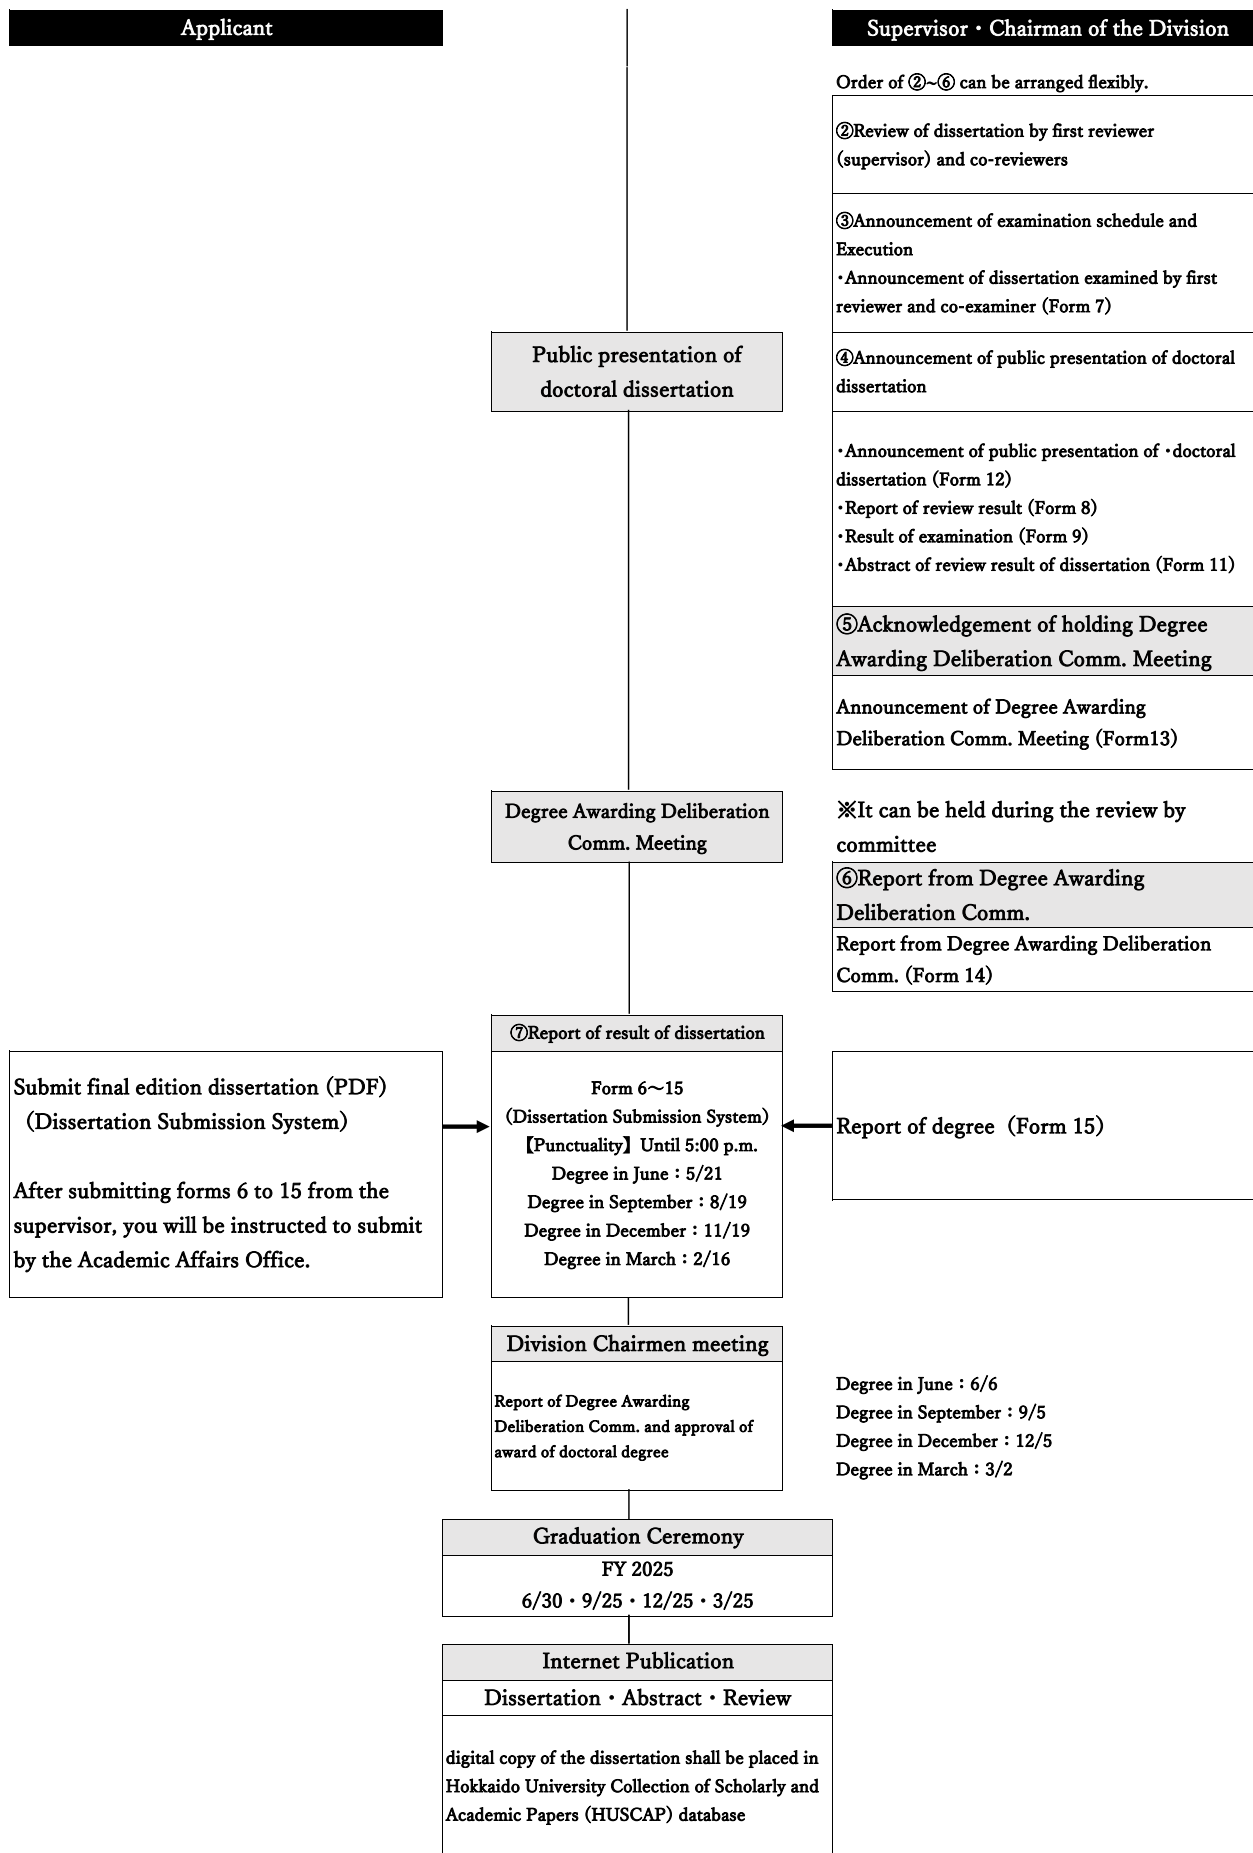 Applicant
Supervisor・Chairman of the Division
Order of ②~⑥ can be arranged flexibly.
②Review of dissertation by first reviewer
(supervisor) and co-reviewers
③Announcement of examination schedule and
Execution
・Announcement of dissertation examined by first
reviewer and co-examiner (Form 7)
Public presentation of
doctoral dissertation
④Announcement of public presentation of doctoral
dissertation
・Announcement of public presentation of ・doctoral
dissertation (Form 12)
・Report of review result (Form 8)
・Result of examination (Form 9)
・Abstract of review result of dissertation (Form 11)
⑤Acknowledgement of holding Degree
Awarding Deliberation Comm. Meeting
Announcement of Degree Awarding
Deliberation Comm. Meeting (Form13)
Degree Awarding Deliberation
Comm. Meeting
※It can be held during the review by
committee
⑥Report from Degree Awarding
Deliberation Comm.
Report from Degree Awarding Deliberation
Comm. (Form 14)
⑦Report of result of dissertation
Submit final edition dissertation (PDF)
（Dissertation Submission System）
After submitting forms 6 to 15 from the
supervisor, you will be instructed to submit
by the Academic Affairs Office.
Form 6～15
(Dissertation Submission System)
【Punctuality】Until 5:00 p.m.
Degree in June：5/21
Degree in September：8/19
Degree in December：11/19
Degree in March：2/16
Report of degree（Form 15）
Division Chairmen meeting
Report of Degree Awarding
Deliberation Comm. and approval of
award of doctoral degree
Degree in June：6/6
Degree in September：9/5
Degree in December：12/5
Degree in March：3/2
Graduation Ceremony
FY 2025
6/30・9/25・12/25・3/25
Internet Publication
Dissertation・Abstract・Review
digital copy of the dissertation shall be placed in
Hokkaido University Collection of Scholarly and
Academic Papers (HUSCAP) database